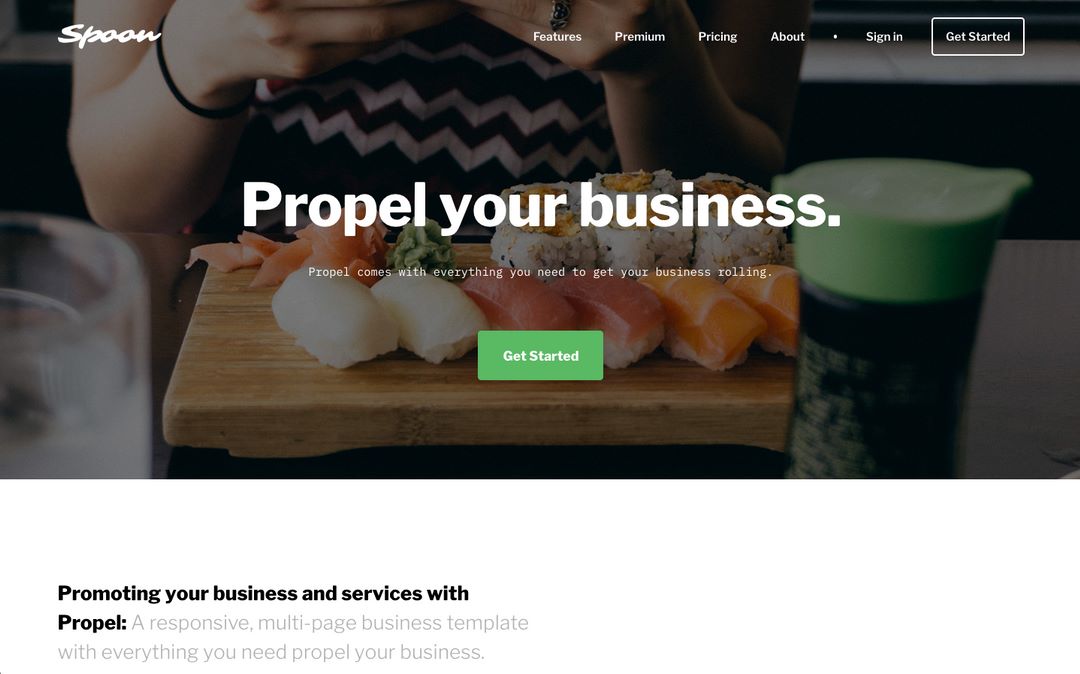 Spoon
Features
Premium
Pricing
About
•
Sign in
Get Started
Propel your business.
Propel comes with everything you need to get your business rolling.
Get Started
Promoting your business and services with
Propel: A responsive, multi-page business template
with everything you need propel your business.